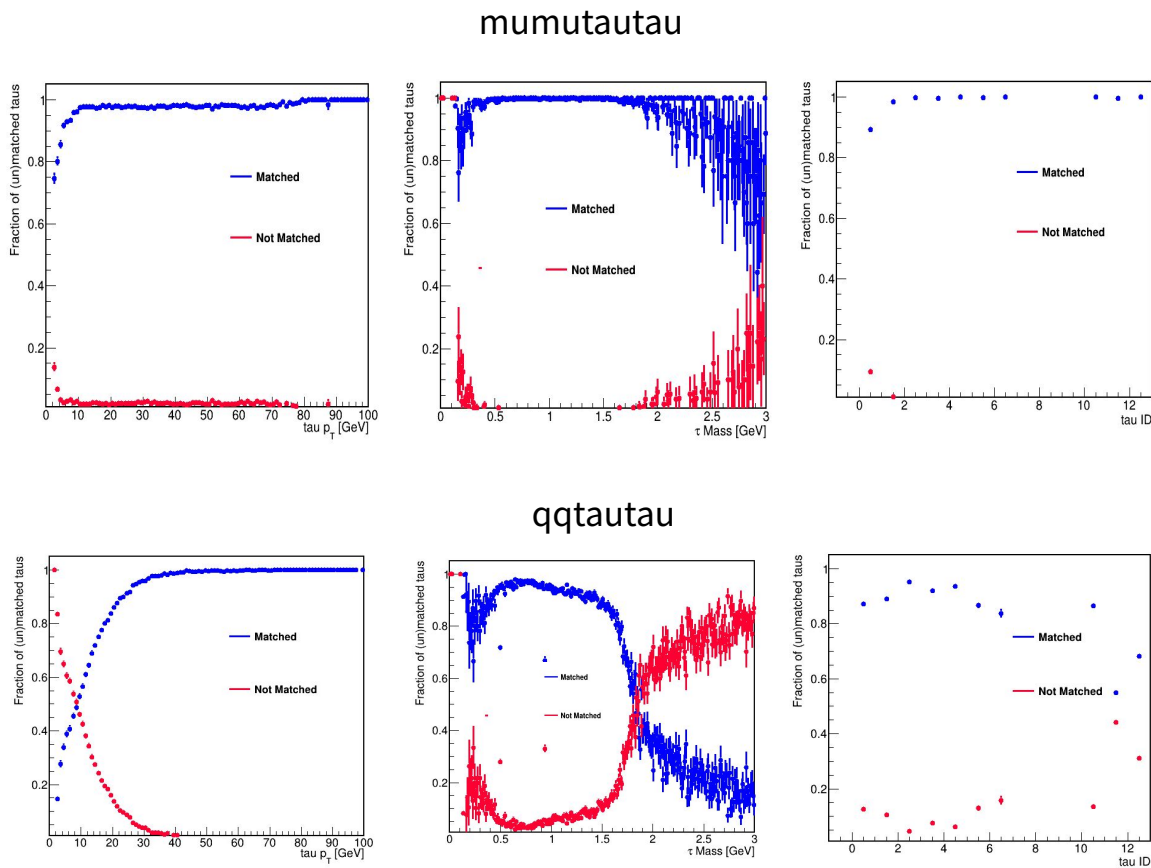 mumutautau
Fraction of (un)matched taus
1
0.8
0.6
0.4
0.2
Matched
Not Matched
0 10 20 30 40 50 60 70 80 90 100
tau p_T [GeV]
Fraction of (un)matched taus
1
0.8
0.6
0.4
0.2
Matched
Not Matched
0 0.5 1 1.5 2 2.5 3
τ Mass [GeV]
Fraction of (un)matched taus
1
0.8
0.6
0.4
0.2
Matched
Not Matched
0 2 4 6 8 10 12
tau ID
qqtautau
Fraction of (un)matched taus
1
0.8
0.6
0.4
0.2
Matched
Not Matched
0 10 20 30 40 50 60 70 80 90 100
tau p_T [GeV]
Fraction of (un)matched taus
1
0.8
0.6
0.4
0.2
Matched
Not Matched
0 0.5 1 1.5 2 2.5 3
τ Mass [GeV]
Fraction of (un)matched taus
1
0.8
0.6
0.4
0.2
Matched
Not Matched
0 2 4 6 8 10 12
tau ID